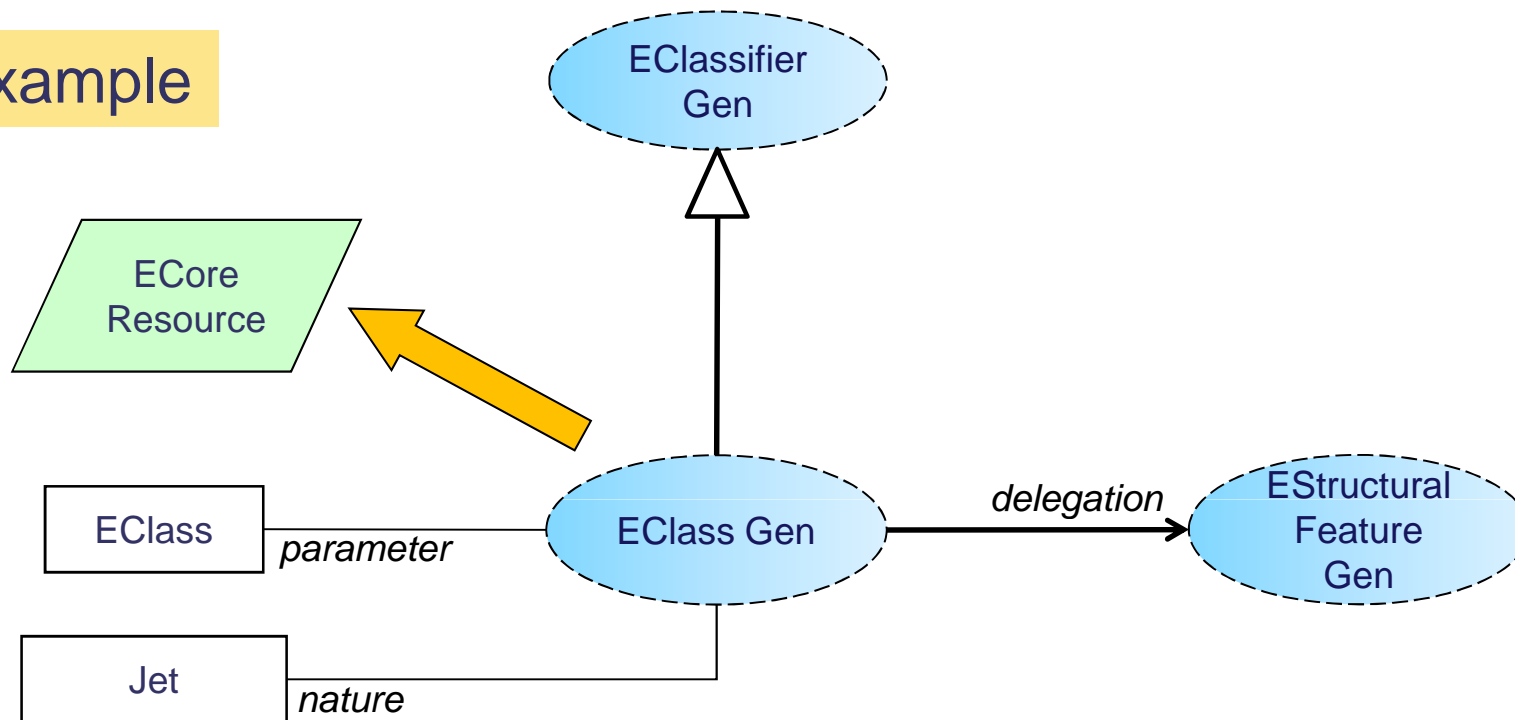 xample
EClassifier
Gen
ECore
Resource
EClass
parameter
EClass Gen
delegation
EStructural
Feature
Gen
Jet
nature